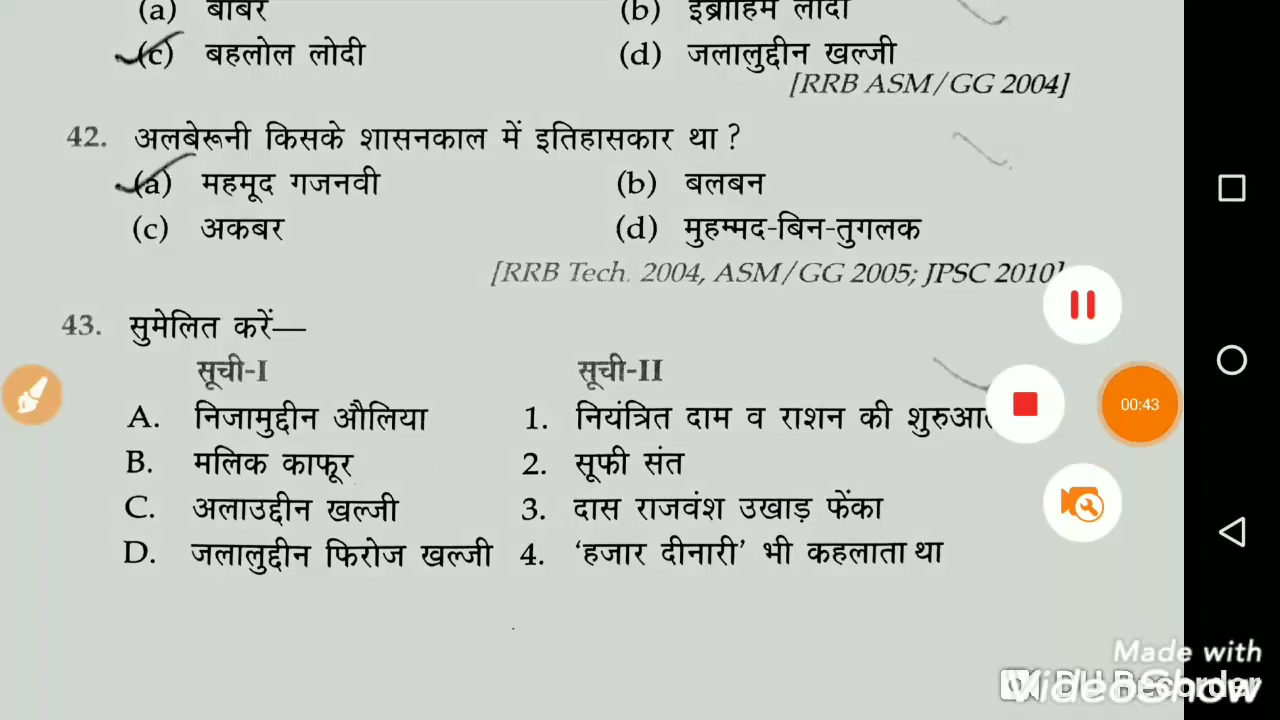 (a) बाबर (b) इब्राहिम लोदी
(c) बहलोल लोदी (d) जलालुद्दीन खल्जी
[RRB ASM/GG 2004]
42. अलबेरूनी किसके शासनकाल में इतिहासकार था ?
(a) महमूद गजनवी (b) बलबन
(c) अकबर (d) मुहम्मद-बिन-तुगलक
[RRB Tech. 2004, ASM/GG 2005; JPSC 2010]
43. सुमेलित करें—
सूची-I सूची-II
A. निजामुद्दीन औलिया 1. नियंत्रित दाम व राशन की
B. मलिक काफूर 2. सूफी संत
C. अलाउद्दीन खल्जी 3. दास राजवंश उखाड़ फेंका
D. जलालुद्दीन फिरोज खल्जी 4. ‘हजार दीनारी’ भी कहलाता था
00:43
Made with
VideoShow